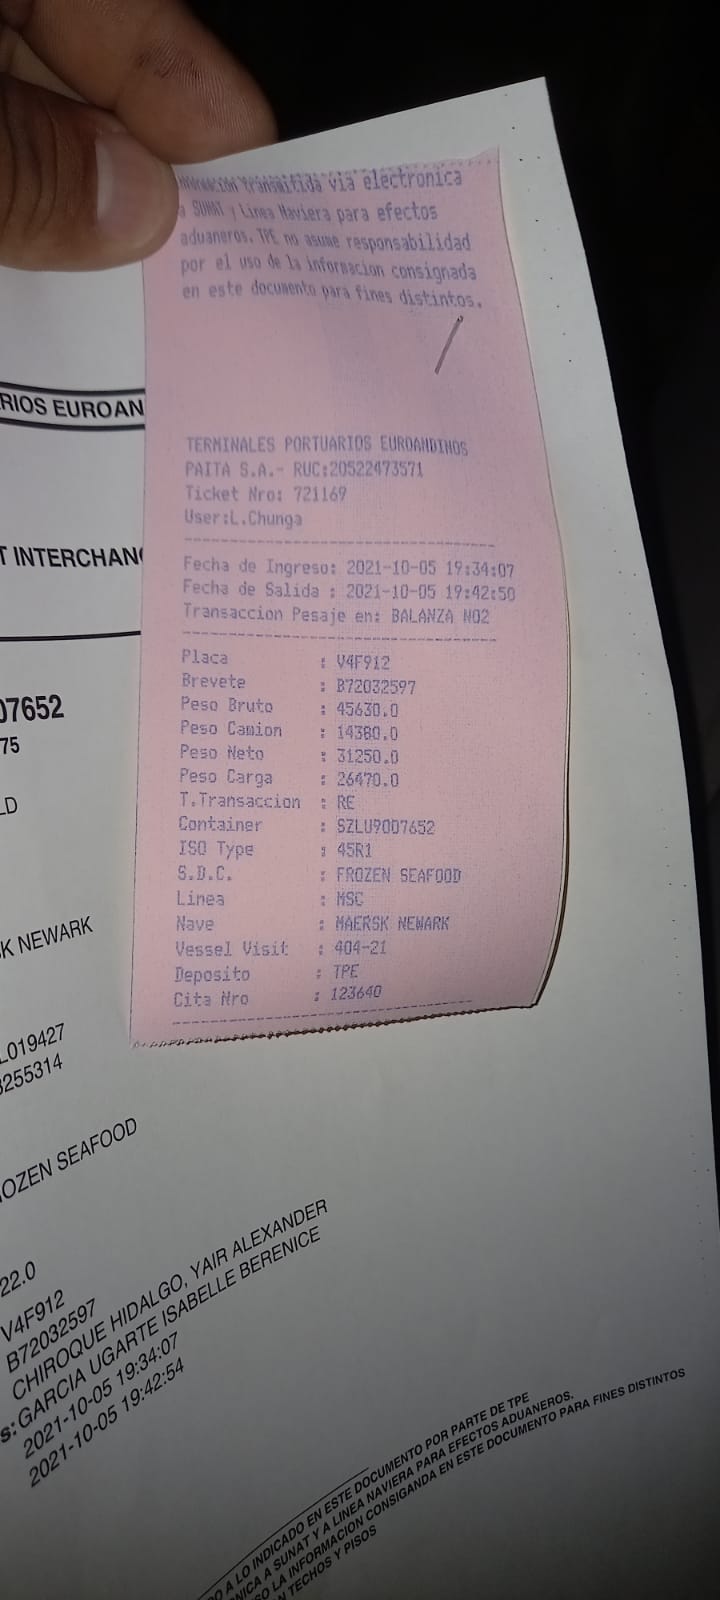 Información transmitida via electronica
a SUNAT y Linea Naviera para efectos
aduaneros. TPE no asume responsabilidad
por el uso de la informacion consignada
en este documento para fines distintos.
TERMINALES PORTUARIOS EUROANDINOS
PAITA S.A.- RUC:20522473571
Ticket Nro: 721169
User:L.Chunga
Fecha de Ingreso: 2021-10-05 19:34:07
Fecha de Salida : 2021-10-05 19:42:50
Transaccion Pesaje en: BALANZA NO2
Placa : V4F912
Brevete : B72032597
Peso Bruto : 45630.0
Peso Camion : 14380.0
Peso Neto : 31250.0
Peso Carga : 26470.0
T.Transaccion : RE
Container : SZLU9007652
ISO Type : 45R1
S.D.C. : FROZEN SEAFOOD
Linea : MSC
Nave : MAERSK NEWARK
Vessel Visit : 404-21
Deposito : TPE
Cita Nro : 123640
RIOS EUROAN
T INTERCHAN
07652
75
LD
K NEWARK
L019427
3255314
OZEN SEAFOOD
22.0
V4F912
B72032597
CHIROQUE HIDALGO, YAIR ALEXANDER
s: GARCIA UGARTE ISABELLE BERENICE
2021-10-05 19:34:07
2021-10-05 19:42:54
O A LO INDICADO EN ESTE DOCUMENTO POR PARTE DE TPE
NICA A SUNAT Y A LINEA NAVIERA PARA EFECTOS ADUANEROS.
SO LA INFORMACION CONSIGANDA EN ESTE DOCUMENTO PARA FINES DISTINTOS
N TECHOS Y PISOS